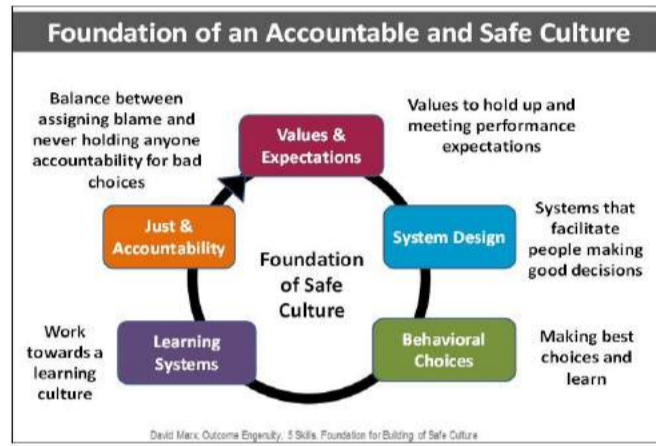 Foundation of an Accountable and Safe Culture
Balance between
assigning blame and
never holding anyone
accountability for bad
choices
Values &
Expectations
Values to hold up and
meeting performance
expectations
Just &
Accountability
System Design
Systems that
facilitate
people making
good decisions
Foundation
of Safe
Culture
Work
towards a
learning
culture
Learning
Systems
Behavioral
Choices
Making best
choices and
learn
David Marx, Outcome Engenuity, 5 Skills, Foundation for Building of Safe Culture